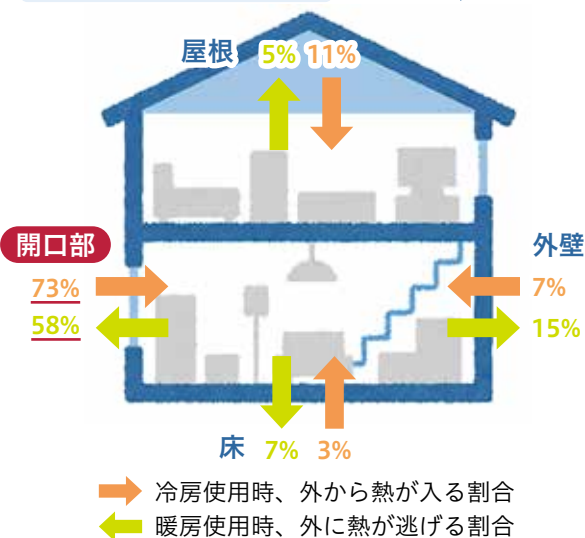 屋根 5% 11%
開口部
外壁
73%
7%
58%
15%
床 7% 3%
冷房使用時、外から熱が入る割合
暖房使用時、外に熱が逃げる割合